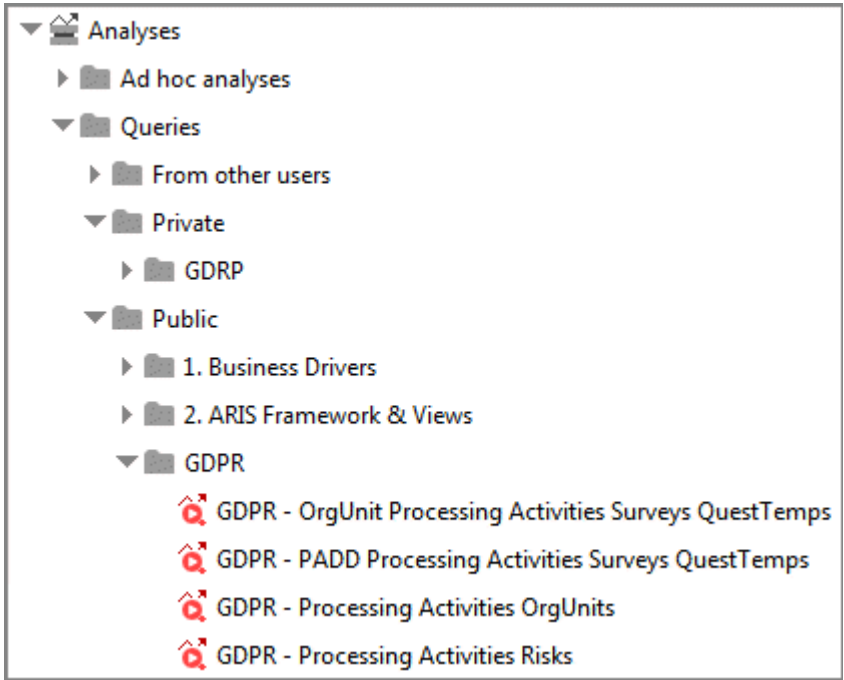 Analyses
Ad hoc analyses
Queries
From other users
Private
GDRP
Public
1. Business Drivers
2. ARIS Framework & Views
GDPR
GDPR - OrgUnit Processing Activities Surveys QuestTemps
GDPR - PADD Processing Activities Surveys QuestTemps
GDPR - Processing Activities OrgUnits
GDPR - Processing Activities Risks